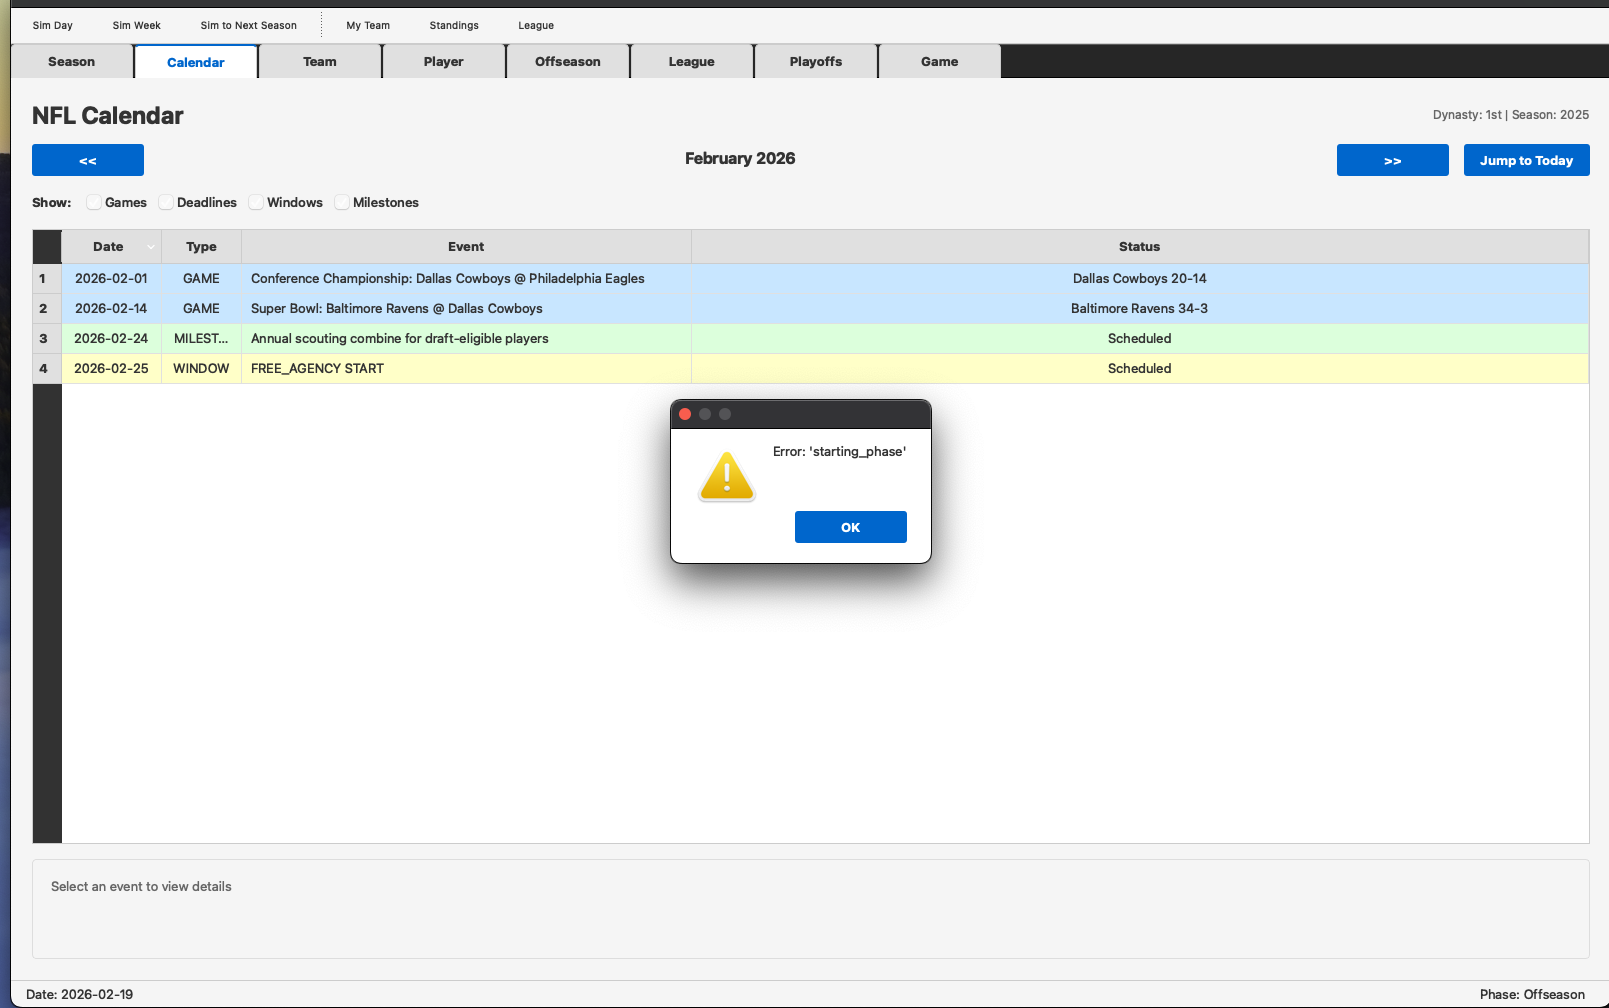 Sim Day Sim Week Sim to Next Season My Team Standings League
Season Calendar Team Player Offseason League Playoffs Game
NFL Calendar
Dynasty: 1st | Season: 2025
<< February 2026 >> Jump to Today
Show: Games Deadlines Windows Milestones
Date Type Event Status
1 2026-02-01 GAME Conference Championship: Dallas Cowboys @ Philadelphia Eagles Dallas Cowboys 20-14
2 2026-02-14 GAME Super Bowl: Baltimore Ravens @ Dallas Cowboys Baltimore Ravens 34-3
3 2026-02-24 MILEST... Annual scouting combine for draft-eligible players Scheduled
4 2026-02-25 WINDOW FREE_AGENCY START Scheduled
Error: 'starting_phase'
OK
Select an event to view details
Date: 2026-02-19 Phase: Offseason